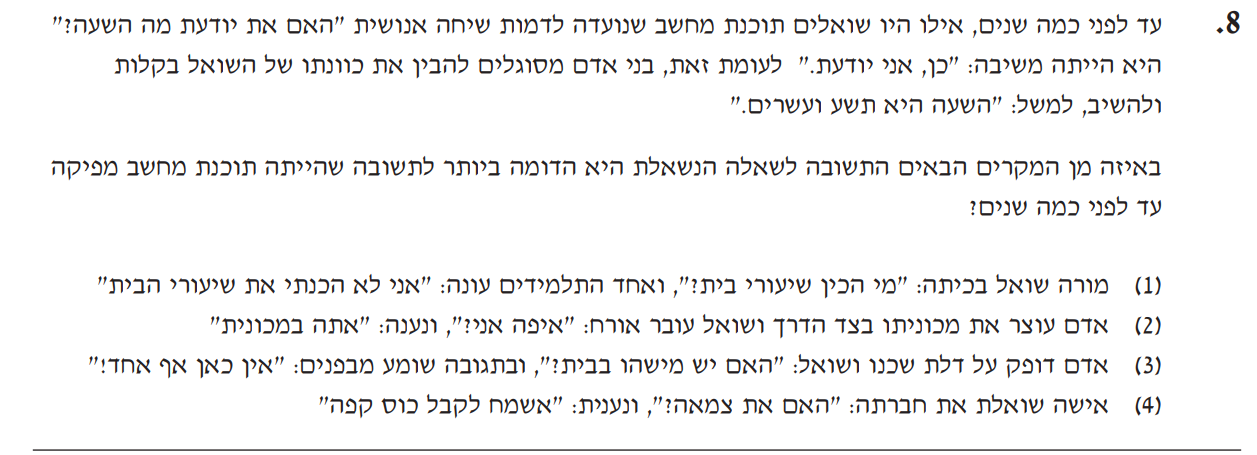 8. עד לפני כמה שנים, אילו היו שואלים תוכנת מחשב שנועדה לדמות שיחה אנושית "האם את יודעת מה השעה?"
היא הייתה משיבה: "כן, אני יודעת." לעומת זאת, בני אדם מסוגלים להבין את כוונתו של השואל בקלות
ולהשיב, למשל: "השעה היא תשע ועשרים."
באיזה מן המקרים הבאים התשובה לשאלה הנשאלת היא הדומה ביותר לתשובה שהייתה תוכנת מחשב מפיקה
עד לפני כמה שנים?
(1) מורה שואל בכיתה: "מי הכין שיעורי בית?", ואחד התלמידים עונה: "אני לא הכנתי את שיעורי הבית"
(2) אדם עוצר את מכוניתו בצד הדרך ושואל עובר אורח: "איפה אני?", ונענה: "אתה במכונית"
(3) אדם דופק על דלת שכנו ושואל: "האם יש מישהו בבית?", ובתגובה שומע מבפנים: "אין כאן אף אחד!"
(4) אישה שואלת את חברתה: "האם את צמאה?", ונענית: "אשמח לקבל כוס קפה"